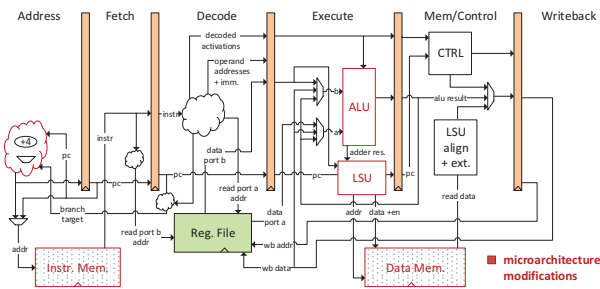 Address
Fetch
Decode
Execute
Mem/Control
Writeback
decoded
activations
operand
addresses
+ imm.
CTRL
instr
instr
b
ALU
alu result
+4
a
LSU
align
+ ext.
pc
pc
data
port b
adder res.
pc
pc
pc
pc
LSU
read port a
addr
data
port a
branch
target
addr
data +en
read data
read port b
addr
Reg. File
addr
wb addr
wb data
Instr. Mem.
Data Mem.
microarchitecture
modifications